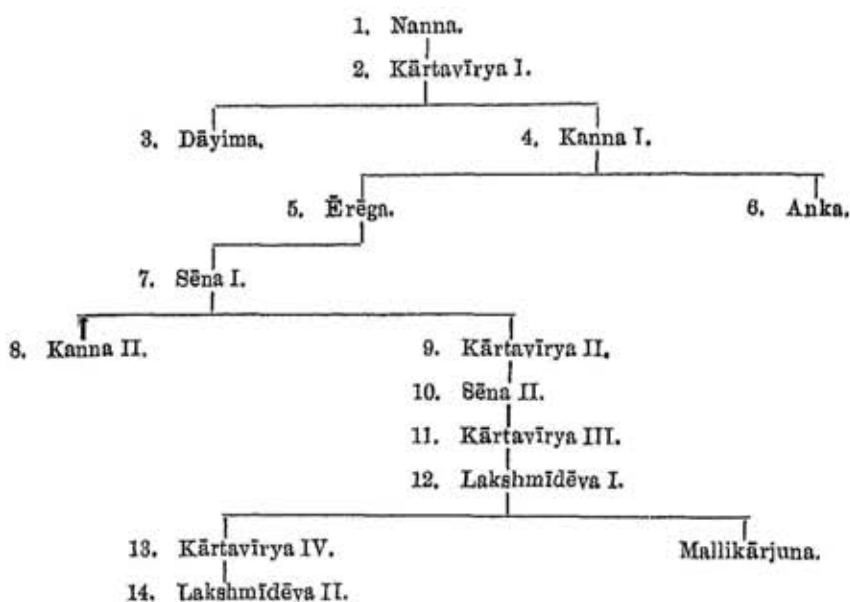 1. Nanna.
2. Kārtavīrya I.
3. Dāyima. 4. Kanna I.
5. Ērēga. 6. Anka.
7. Sēna I.
8. Kanna II. 9. Kārtavīrya II.
10. Sēna II.
11. Kārtavīrya III.
12. Lakshmīdēva I.
13. Kārtavīrya IV. Mallikārjuna.
14. Lakshmīdēva II.